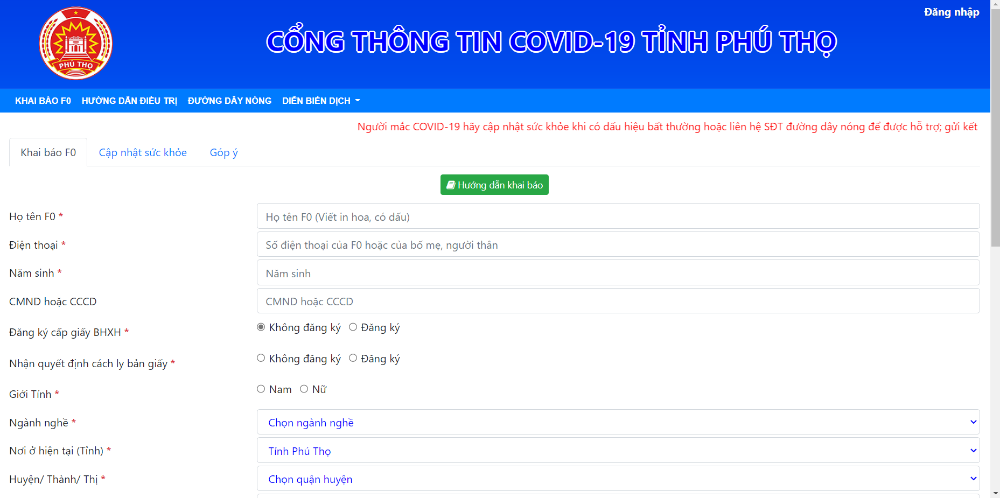 Đăng nhập
PHÚ THỌ
CỔNG THÔNG TIN COVID-19 TỈNH PHÚ THỌ
KHAI BÁO F0 HƯỚNG DẪN ĐIỀU TRỊ ĐƯỜNG DÂY NÓNG DIỄN BIẾN DỊCH
Người mắc COVID-19 hãy cập nhật sức khỏe khi có dấu hiệu bất thường hoặc liên hệ SĐT đường dây nóng để được hỗ trợ; gửi kết
Khai báo F0 Cập nhật sức khỏe Góp ý
Hướng dẫn khai báo
Họ tên F0 * Họ tên F0 (Viết in hoa, có dấu)
Điện thoại * Số điện thoại của F0 hoặc của bố mẹ, người thân
Năm sinh * Năm sinh
CMND hoặc CCCD CMND hoặc CCCD
Đăng ký cấp giấy BHXH * Không đăng ký Đăng ký
Nhận quyết định cách ly bản giấy * Không đăng ký Đăng ký
Giới Tính * Nam Nữ
Ngành nghề * Chọn ngành nghề
Nơi ở hiện tại (Tỉnh) * Tỉnh Phú Thọ
Huyện/ Thành/ Thị * Chọn quận huyện